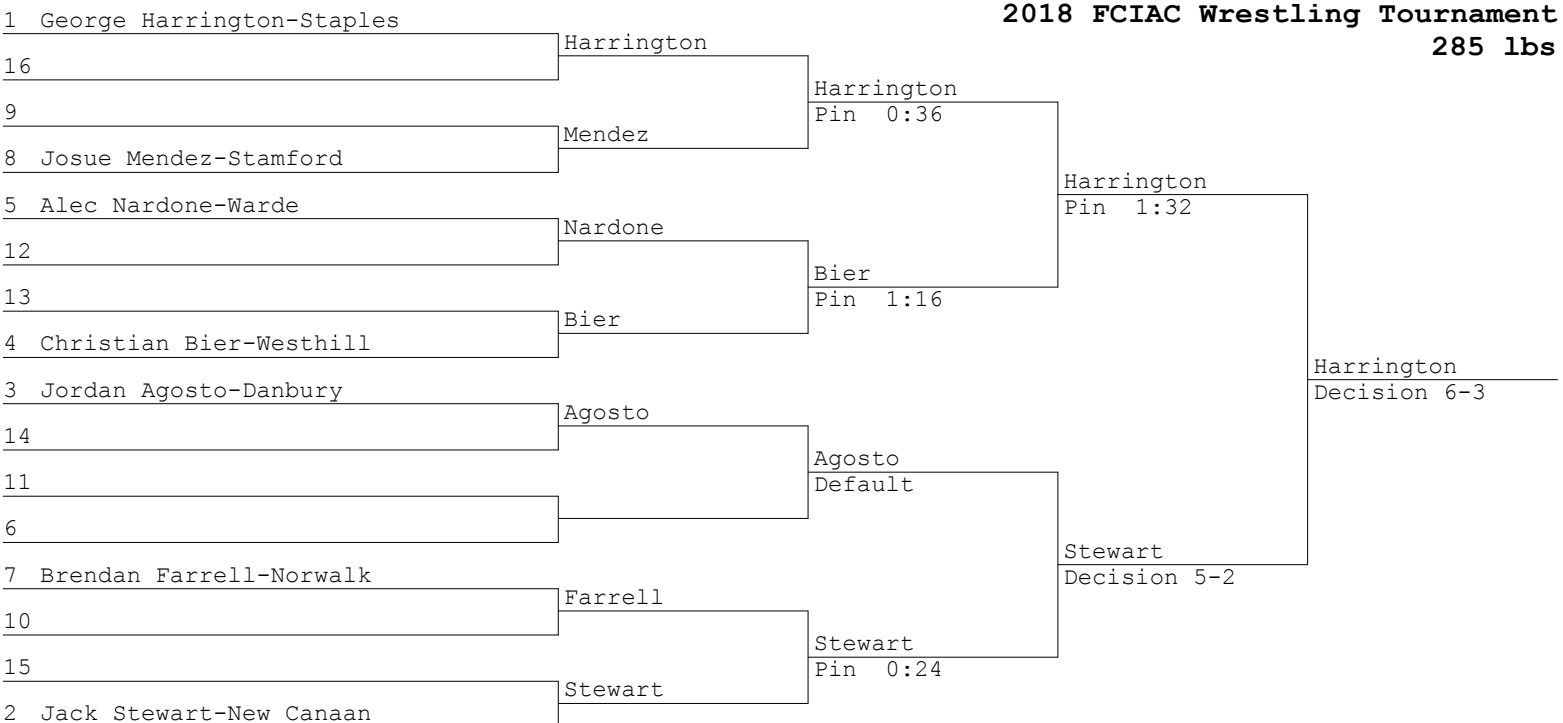 2018 FCIAC Wrestling Tournament
285 lbs
1 George Harrington-Staples
Harrington
16
Harrington
Pin 0:36
9
Mendez
8 Josue Mendez-Stamford
Harrington
Pin 1:32
5 Alec Nardone-Warde
Nardone
12
Bier
Pin 1:16
13
Bier
4 Christian Bier-Westhill
Harrington
Decision 6-3
3 Jordan Agosto-Danbury
Agosto
14
Agosto
Default
11
6
Stewart
Decision 5-2
7 Brendan Farrell-Norwalk
Farrell
10
Stewart
Pin 0:24
15
Stewart
2 Jack Stewart-New Canaan